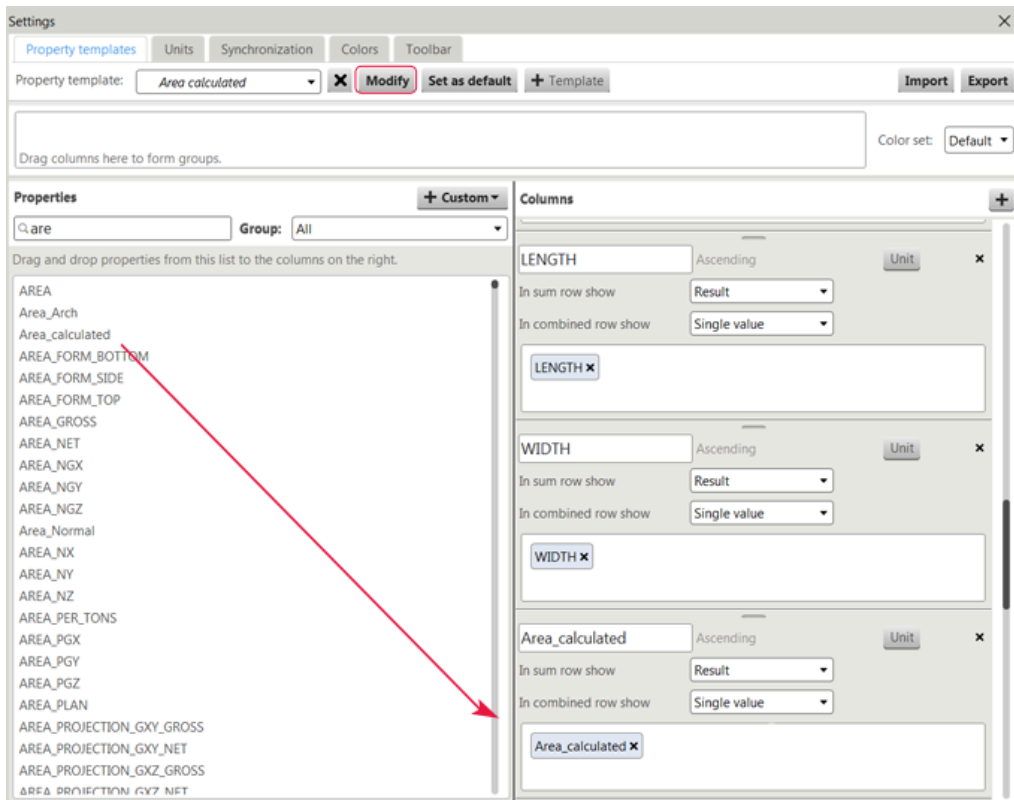 Settings
Property templates Units Synchronization Colors Toolbar
Property template: Area calculated Modify Set as default + Template Import Export
Drag columns here to form groups.
Color set: Default
Properties + Custom
are Group: All
Drag and drop properties from this list to the columns on the right.
AREA
Area_Arch
Area_calculated
AREA_FORM_BOTTOM
AREA_FORM_SIDE
AREA_FORM_TOP
AREA_GROSS
AREA_NET
AREA_NGX
AREA_NGY
AREA_NGZ
Area_Normal
AREA_NX
AREA_NY
AREA_NZ
AREA_PER_TONS
AREA_PGX
AREA_PGY
AREA_PGZ
AREA_PLAN
AREA_PROJECTION_GXY_GROSS
AREA_PROJECTION_GXY_NET
AREA_PROJECTION_GXZ_GROSS
AREA_PROJECTION_GXZ_NET
Columns
LENGTH Ascending Unit
In sum row show Result
In combined row show Single value
LENGTH
WIDTH Ascending Unit
In sum row show Result
In combined row show Single value
WIDTH
Area_calculated Ascending Unit
In sum row show Result
In combined row show Single value
Area_calculated